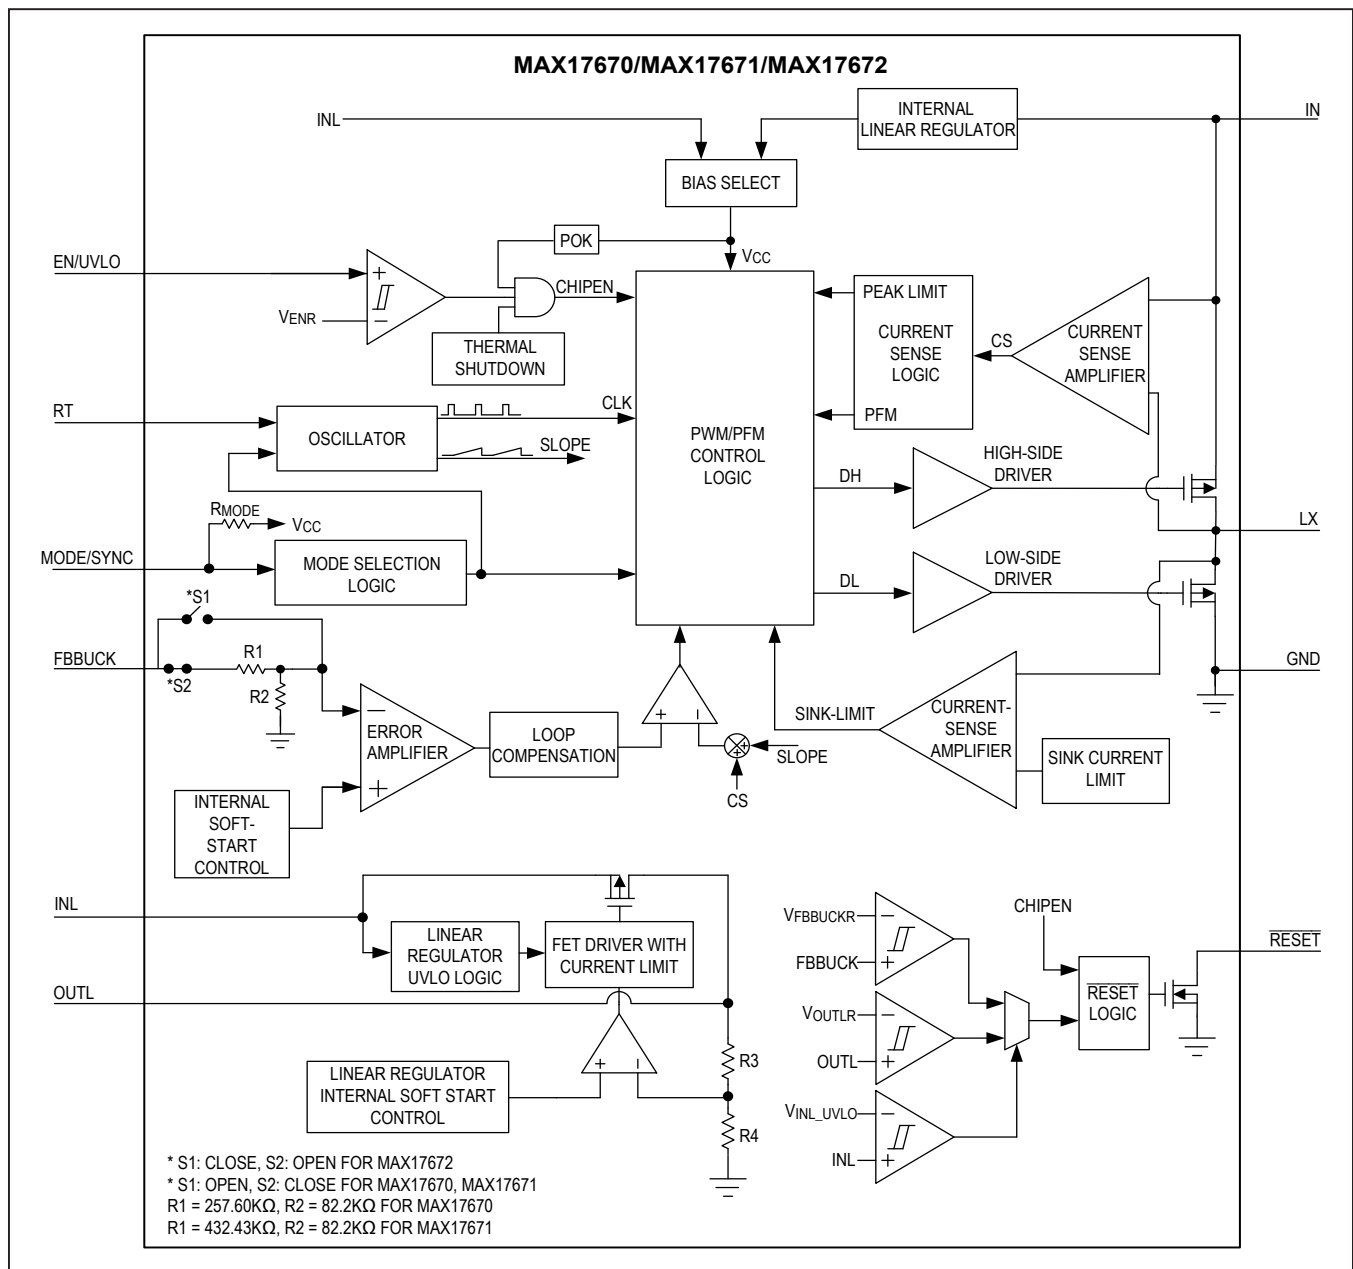 MAX17670/MAX17671/MAX17672
INL
INTERNAL
LINEAR REGULATOR
IN
BIAS SELECT
POK
VCC
EN/UVLO
+
−
VENR
CHIPEN
THERMAL
SHUTDOWN
PEAK LIMIT
CURRENT
SENSE
LOGIC
PFM
CS
CURRENT
SENSE
AMPLIFIER
RT
OSCILLATOR
CLK
SLOPE
PWM/PFM
CONTROL
LOGIC
DH
HIGH-SIDE
DRIVER
LX
RMODE
VCC
MODE/SYNC
MODE SELECTION
LOGIC
DL
LOW-SIDE
DRIVER
*S1
FBBUCK
*S2
R1
R2
GND
−
ERROR
AMPLIFIER
+
LOOP
COMPENSATION
+ −
SLOPE
CS
SINK-LIMIT
CURRENT-
SENSE
AMPLIFIER
SINK CURRENT
LIMIT
INTERNAL
SOFT-
START
CONTROL
INL
LINEAR
REGULATOR
UVLO LOGIC
FET DRIVER WITH
CURRENT LIMIT
OUTL
+ −
R3
R4
LINEAR REGULATOR
INTERNAL SOFT START
CONTROL
VFBBUCKR −
FBBUCK +
VOUTLR −
OUTL +
VINL_UVLO −
INL +
CHIPEN
RESET
LOGIC
RESET
* S1: CLOSE, S2: OPEN FOR MAX17672
* S1: OPEN, S2: CLOSE FOR MAX17670, MAX17671
R1 = 257.60KΩ, R2 = 82.2KΩ FOR MAX17670
R1 = 432.43KΩ, R2 = 82.2KΩ FOR MAX17671